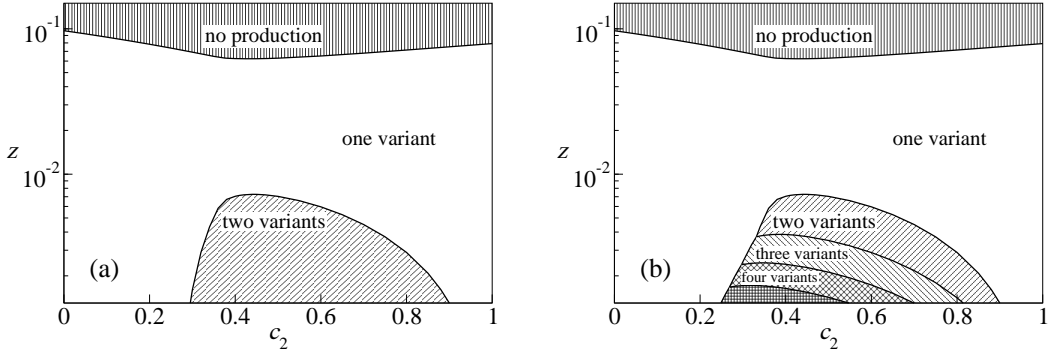 10^-1
no production
one variant
z
10^-2
two variants
(a)
0 0.2 0.4 0.6 0.8 1
c_2
10^-1
no production
one variant
z
10^-2
two variants
three variants
four variants
(b)
0 0.2 0.4 0.6 0.8 1
c_2